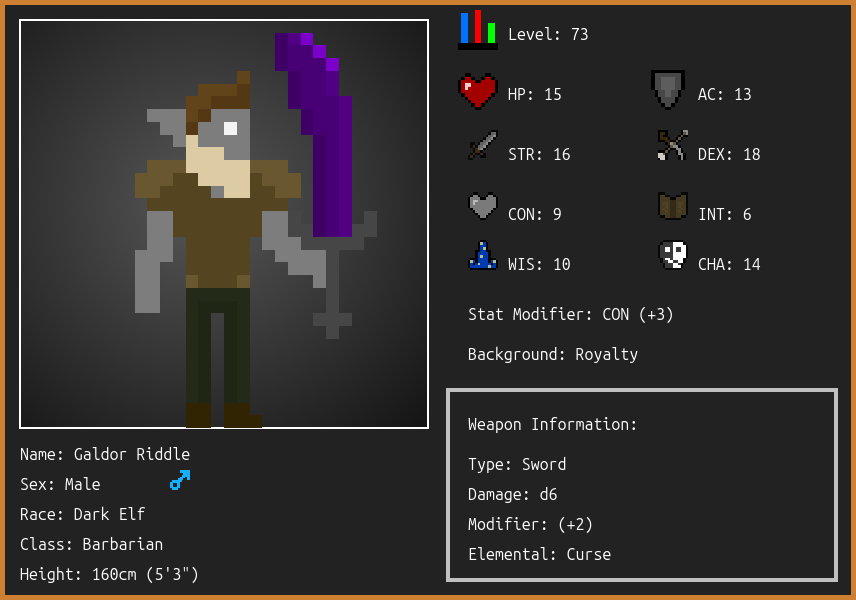 Level: 73
HP: 15
AC: 13
STR: 16
DEX: 18
CON: 9
INT: 6
WIS: 10
CHA: 14
Stat Modifier: CON (+3)
Background: Royalty
Weapon Information:
Type: Sword
Damage: d6
Modifier: (+2)
Elemental: Curse
Name: Galdor Riddle
Sex: Male
Race: Dark Elf
Class: Barbarian
Height: 160cm (5'3")